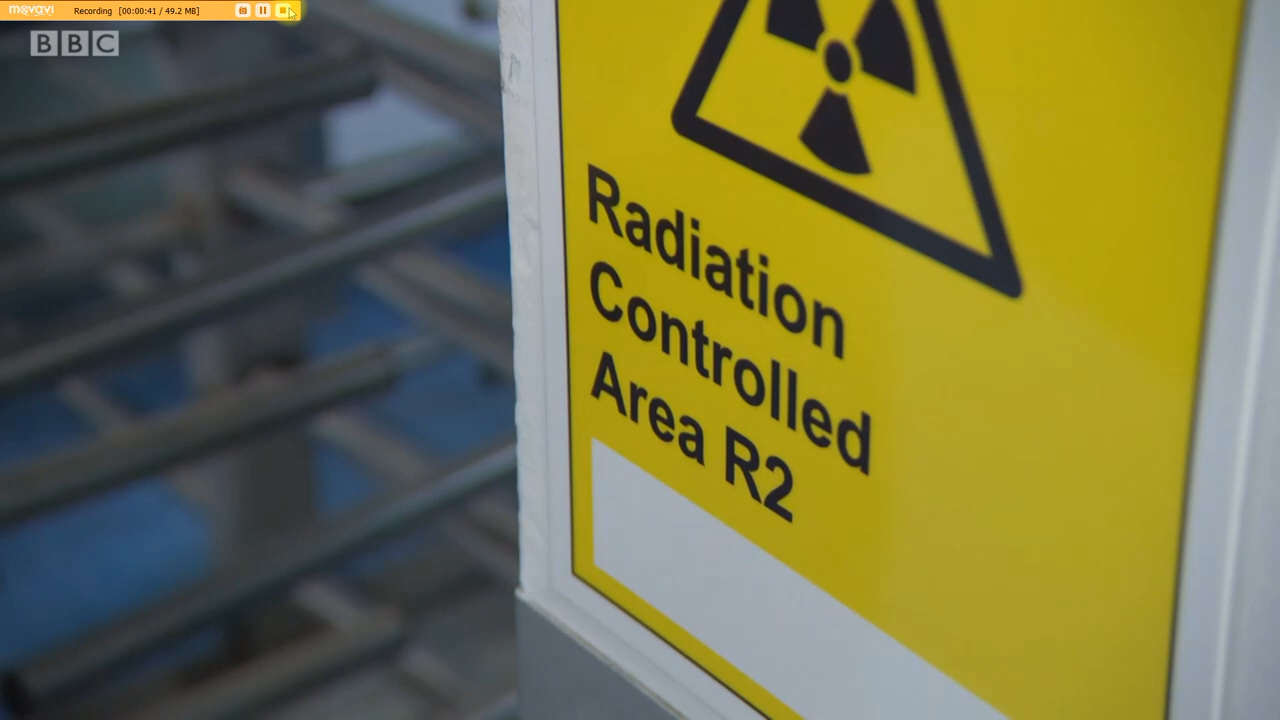 movavi Recording [00:00:41 / 49.2 MB]
BBC
Radiation
Controlled
Area R2